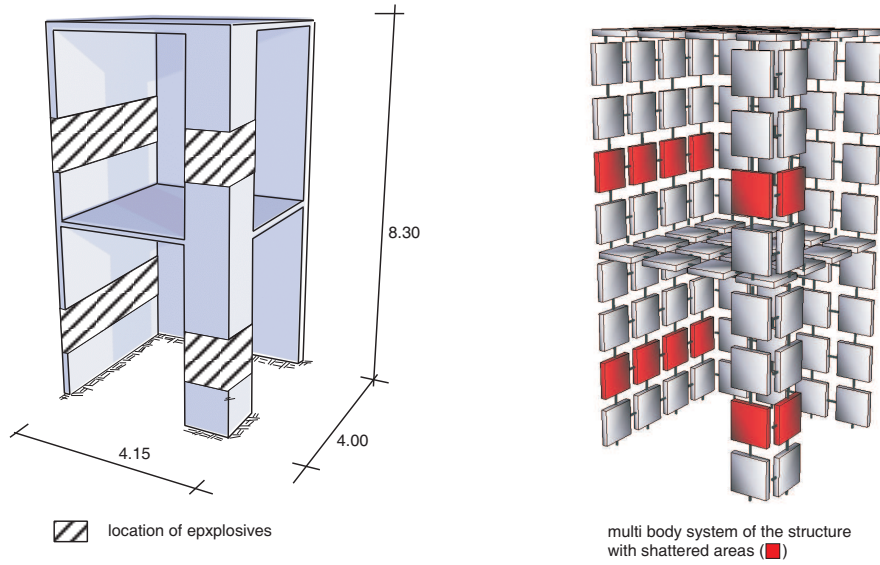 8.30
4.15
4.00
location of epxplosives
multi body system of the structure
with shattered areas ( )